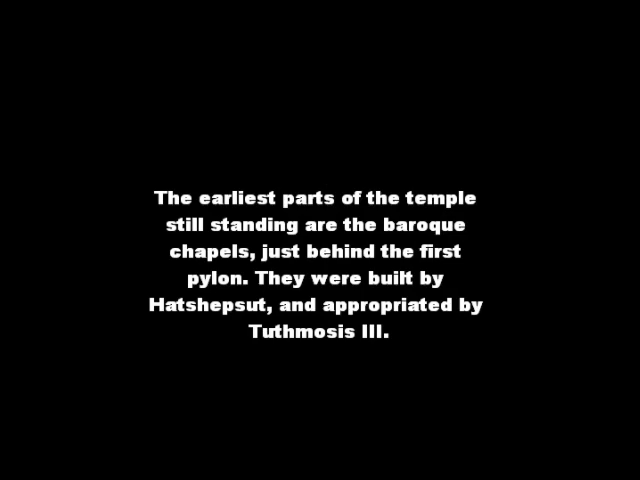 The earliest parts of the temple
still standing are the baroque
chapels, just behind the first
pylon. They were built by
Hatshepsut, and appropriated by
Tuthmosis III.